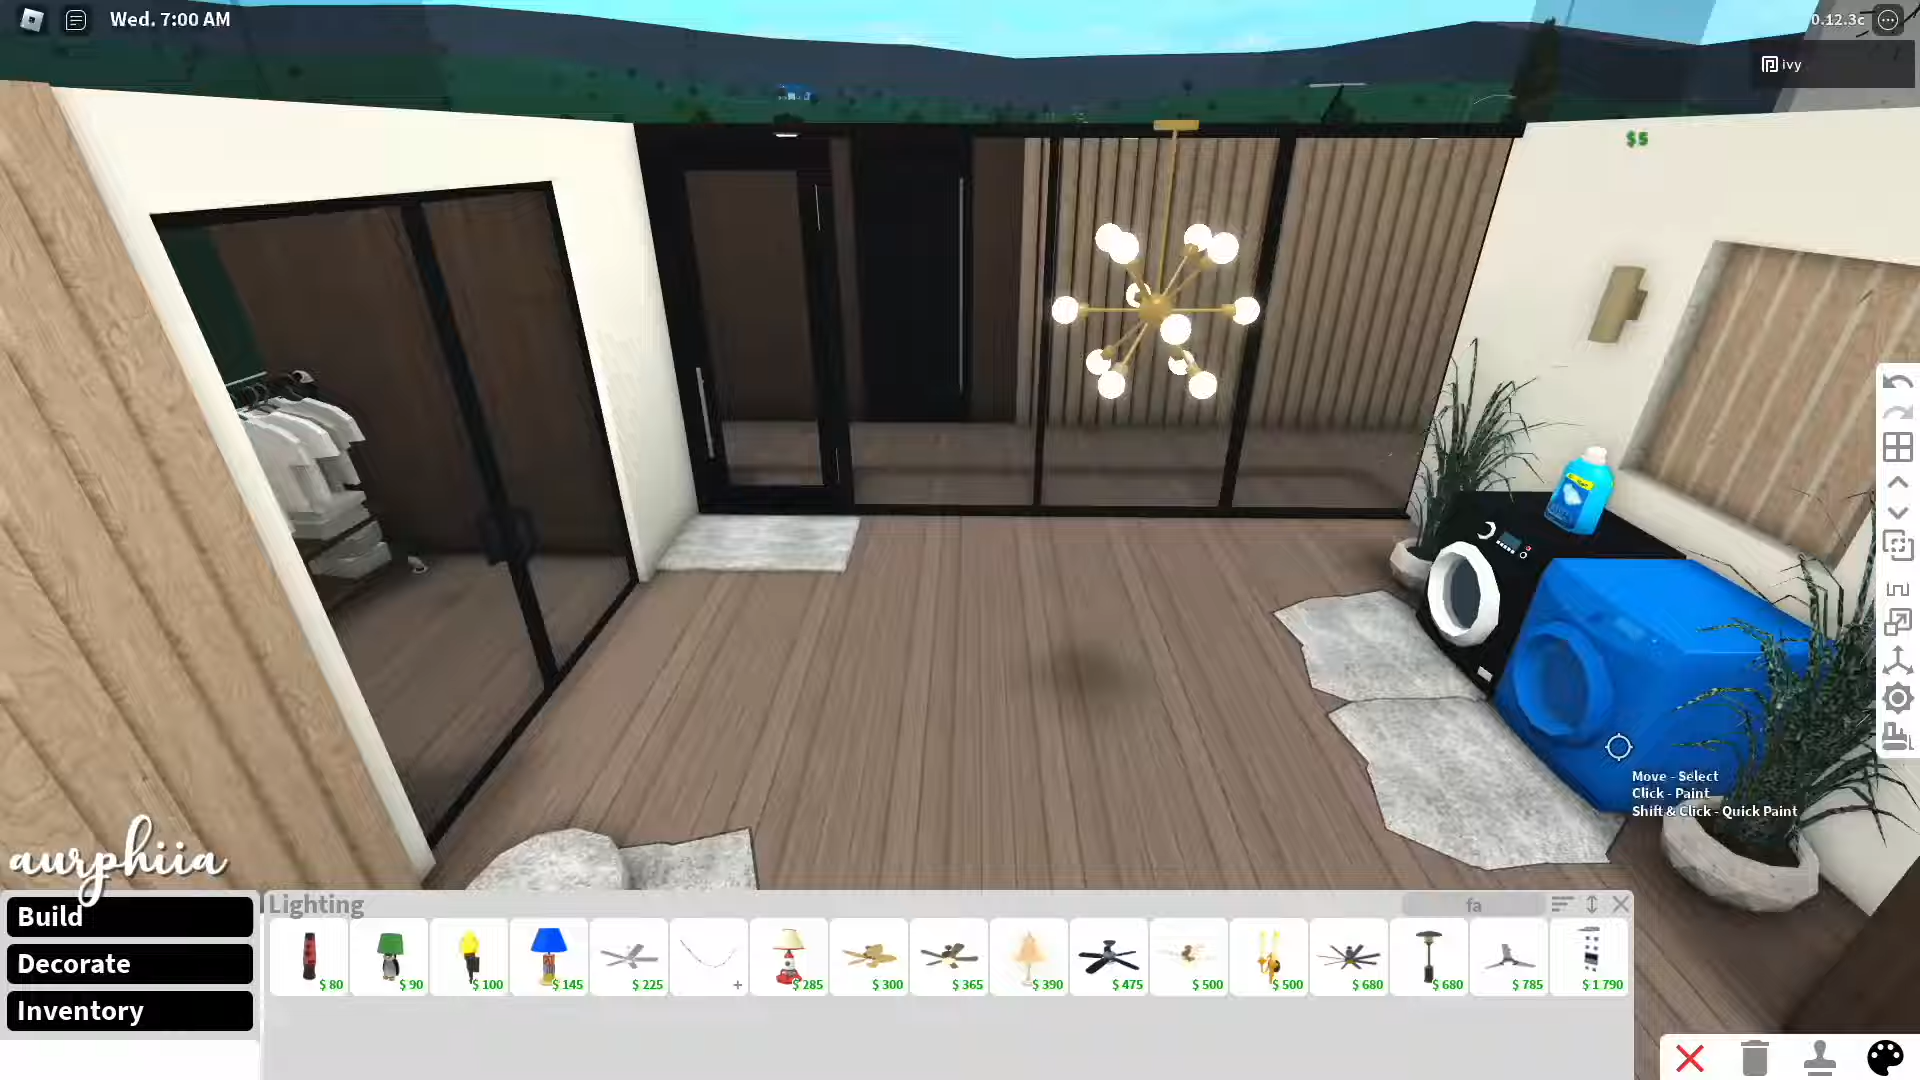 Wed. 7:00 AM
0.12.3c
ivy
$5
Move - Select
Click - Paint
Shift & Click - Quick Paint
aurphiia
Build
Decorate
Inventory
Lighting
fa
$ 80
$ 90
$ 100
$ 145
$ 225
+
$ 285
$ 300
$ 365
$ 390
$ 475
$ 500
$ 500
$ 680
$ 680
$ 785
$ 1 790